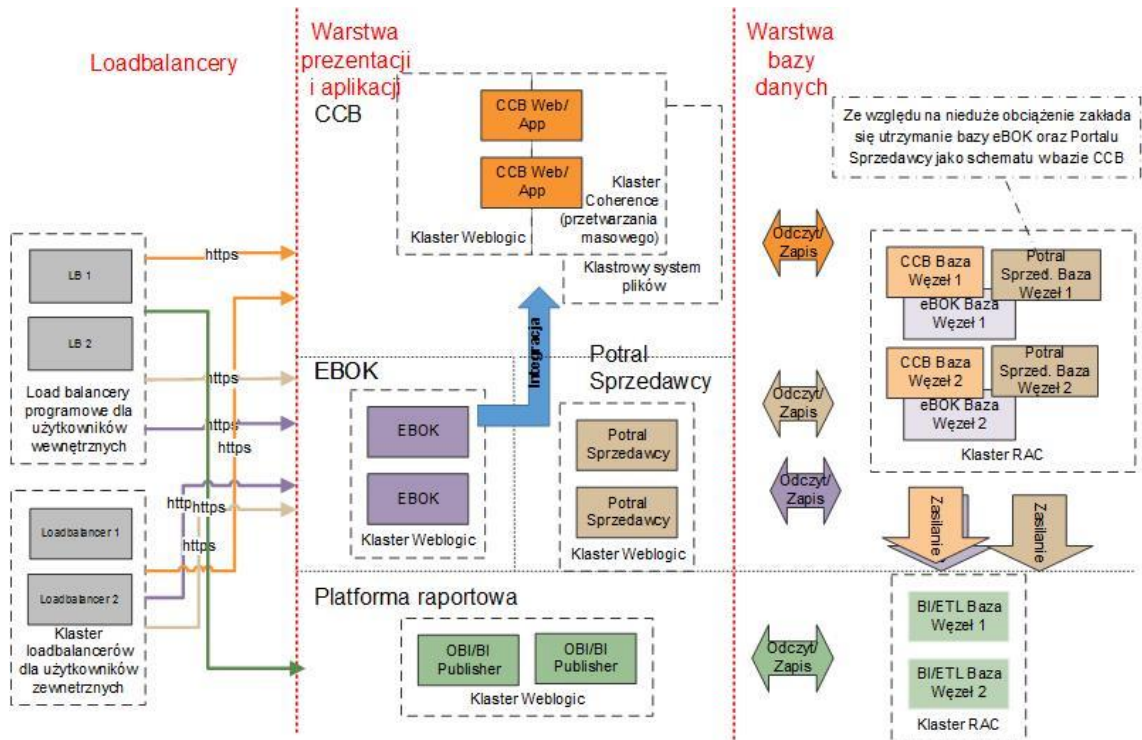 Loadbalancery
Warstwa
prezentacji
i aplikacji
Warstwa
bazy
danych
CCB
CCB Web/
App
CCB Web/
App
Klaster
Coherence
(przetwarzania
masowego)
Klaster Weblogic
Klastrowy system
plików
Ze względu na nieduże obciążenie zakłada
się utrzymanie bazy eBOK oraz Portalu
Sprzedawcy jako schematu w bazie CCB
LB 1
LB 2
Load balancery
programowe dla
użytkowników
wewnętrznych
https
https
https
https
http
https
https
Loadbalancer 1
Loadbalancer 2
Klaster
loadbalancerów
dla użytkowników
zewnetrznych
EBOK
EBOK
EBOK
Klaster Weblogic
Integracja
Potral
Sprzedawcy
Potral
Sprzedawcy
Potral
Sprzedawcy
Klaster Weblogic
Odczyt/
Zapis
Odczyt/
Zapis
Odczyt/
Zapis
CCB Baza
Węzeł 1
Potral
Sprzed. Baza
Węzeł 1
eBOK Baza
Węzeł 1
CCB Baza
Węzeł 2
Potral
Sprzed. Baza
Węzeł 2
eBOK Baza
Węzeł 2
Klaster RAC
Zasilanie
Zasilanie
Platforma raportowa
OBI/BI
Publisher
OBI/BI
Publisher
Klaster Weblogic
Odczyt/
Zapis
BI/ETL Baza
Węzeł 1
BI/ETL Baza
Węzeł 2
Klaster RAC